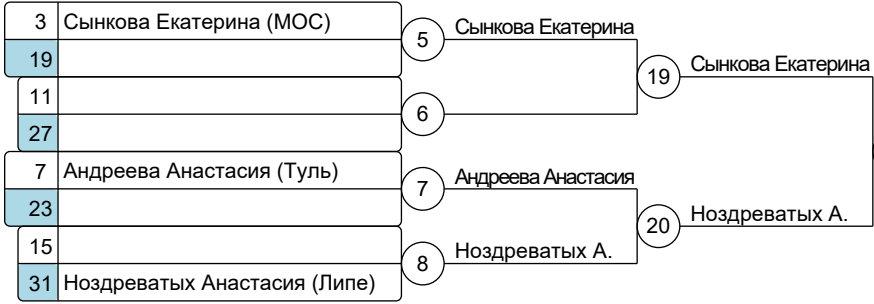 3 Сынкова Екатерина (МОС)
19
5 Сынкова Екатерина
11
27
6
19 Сынкова Екатерина
7 Андреева Анастасия (Туль)
23
7 Андреева Анастасия
15
31 Ноздреватых Анастасия (Липе)
8 Ноздреватых А.
20 Ноздреватых А.